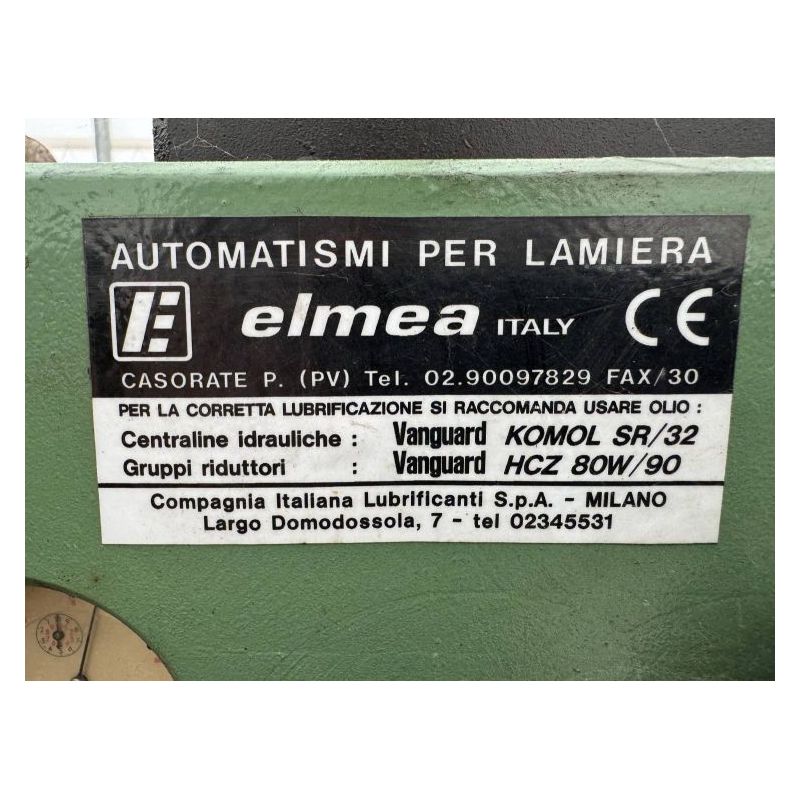 AUTOMATISMI PER LAMIERA
E elmea ITALY CE
CASORATE P. (PV) Tel. 02.90097829 FAX/30
PER LA CORRETTA LUBRIFICAZIONE SI RACCOMANDA USARE OLIO :
Centraline idrauliche : Vanguard KOMOL SR/32
Gruppi riduttori : Vanguard HCZ 80W/90
Compagnia Italiana Lubrificanti S.p.A. - MILANO
Largo Domodossola, 7 - tel 02345531